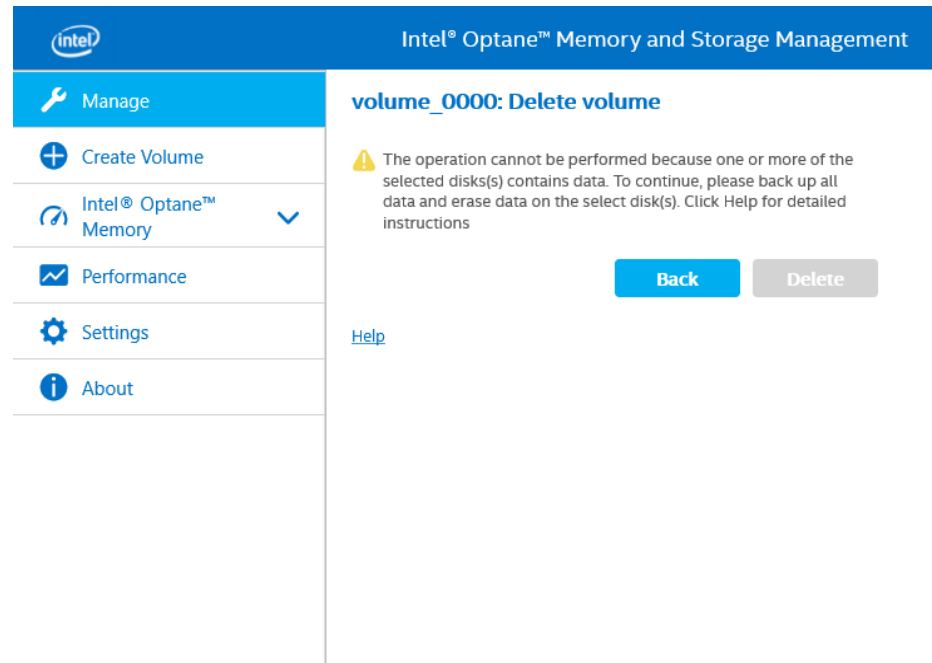 intel
Intel® Optane™ Memory and Storage Management
Manage
Create Volume
Intel® Optane™
Memory
Performance
Settings
About
volume_0000: Delete volume
The operation cannot be performed because one or more of the
selected disks(s) contains data. To continue, please back up all
data and erase data on the select disk(s). Click Help for detailed
instructions
Back
Delete
Help